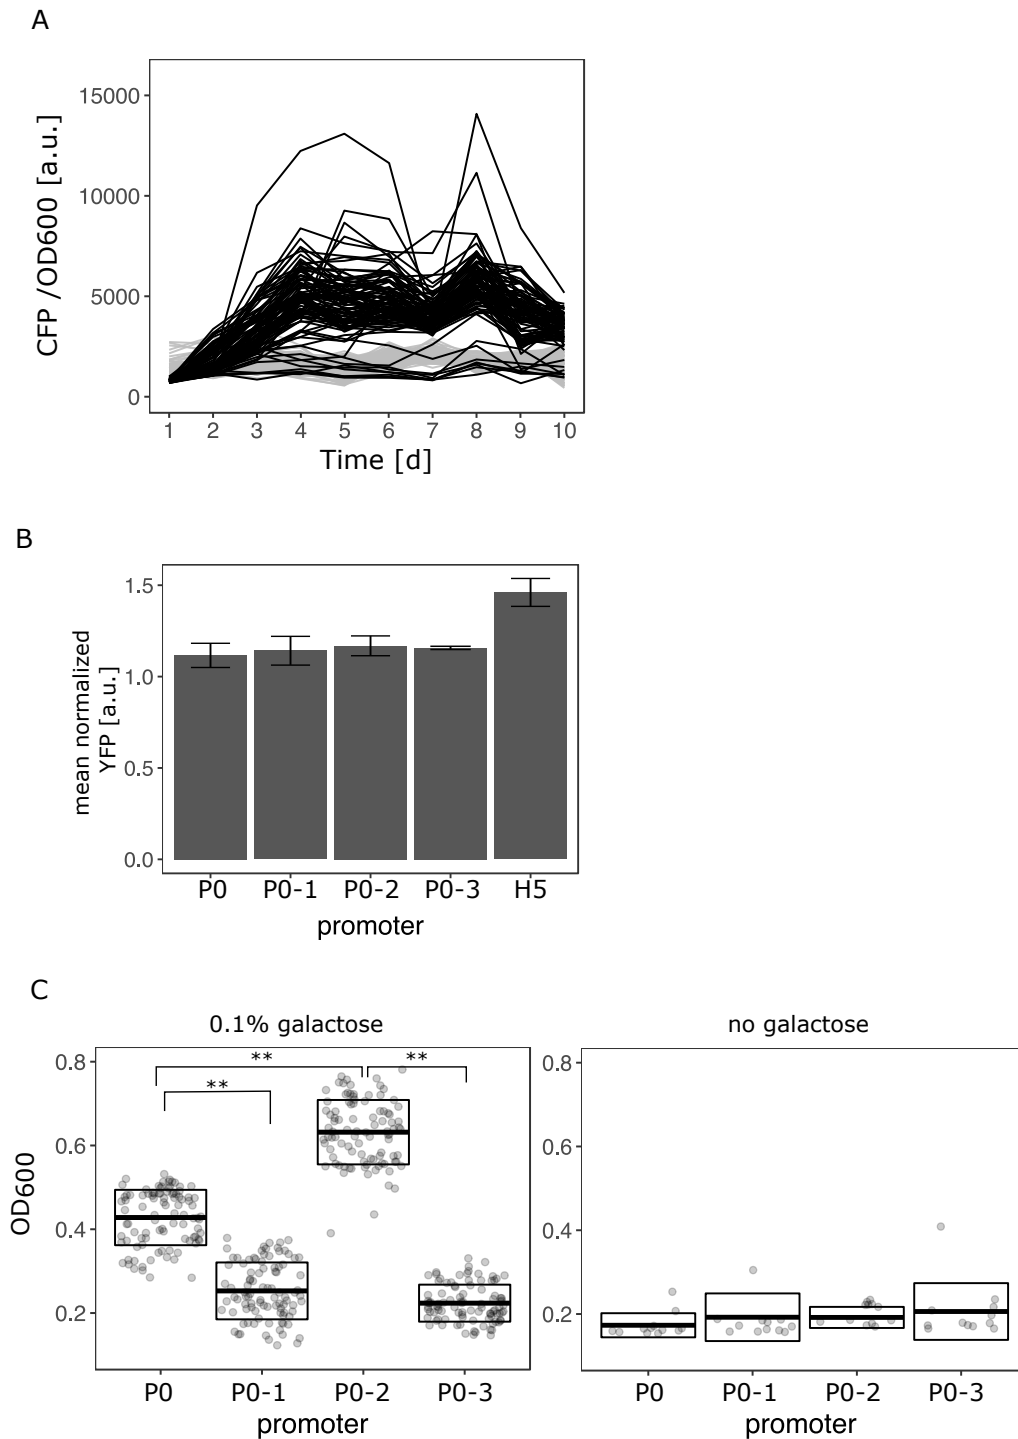 A
CFP /OD600 [a.u.]
15000
10000
5000
0
1 2 3 4 5 6 7 8 9 10
Time [d]
B
mean normalized
YFP [a.u.]
1.5
1.0
0.5
0.0
P0 P0-1 P0-2 P0-3 H5
promoter
C
0.1% galactose
no galactose
OD600
0.8
0.6
0.4
0.2
** **
**
P0 P0-1 P0-2 P0-3
promoter
0.8
0.6
0.4
0.2
P0 P0-1 P0-2 P0-3
promoter